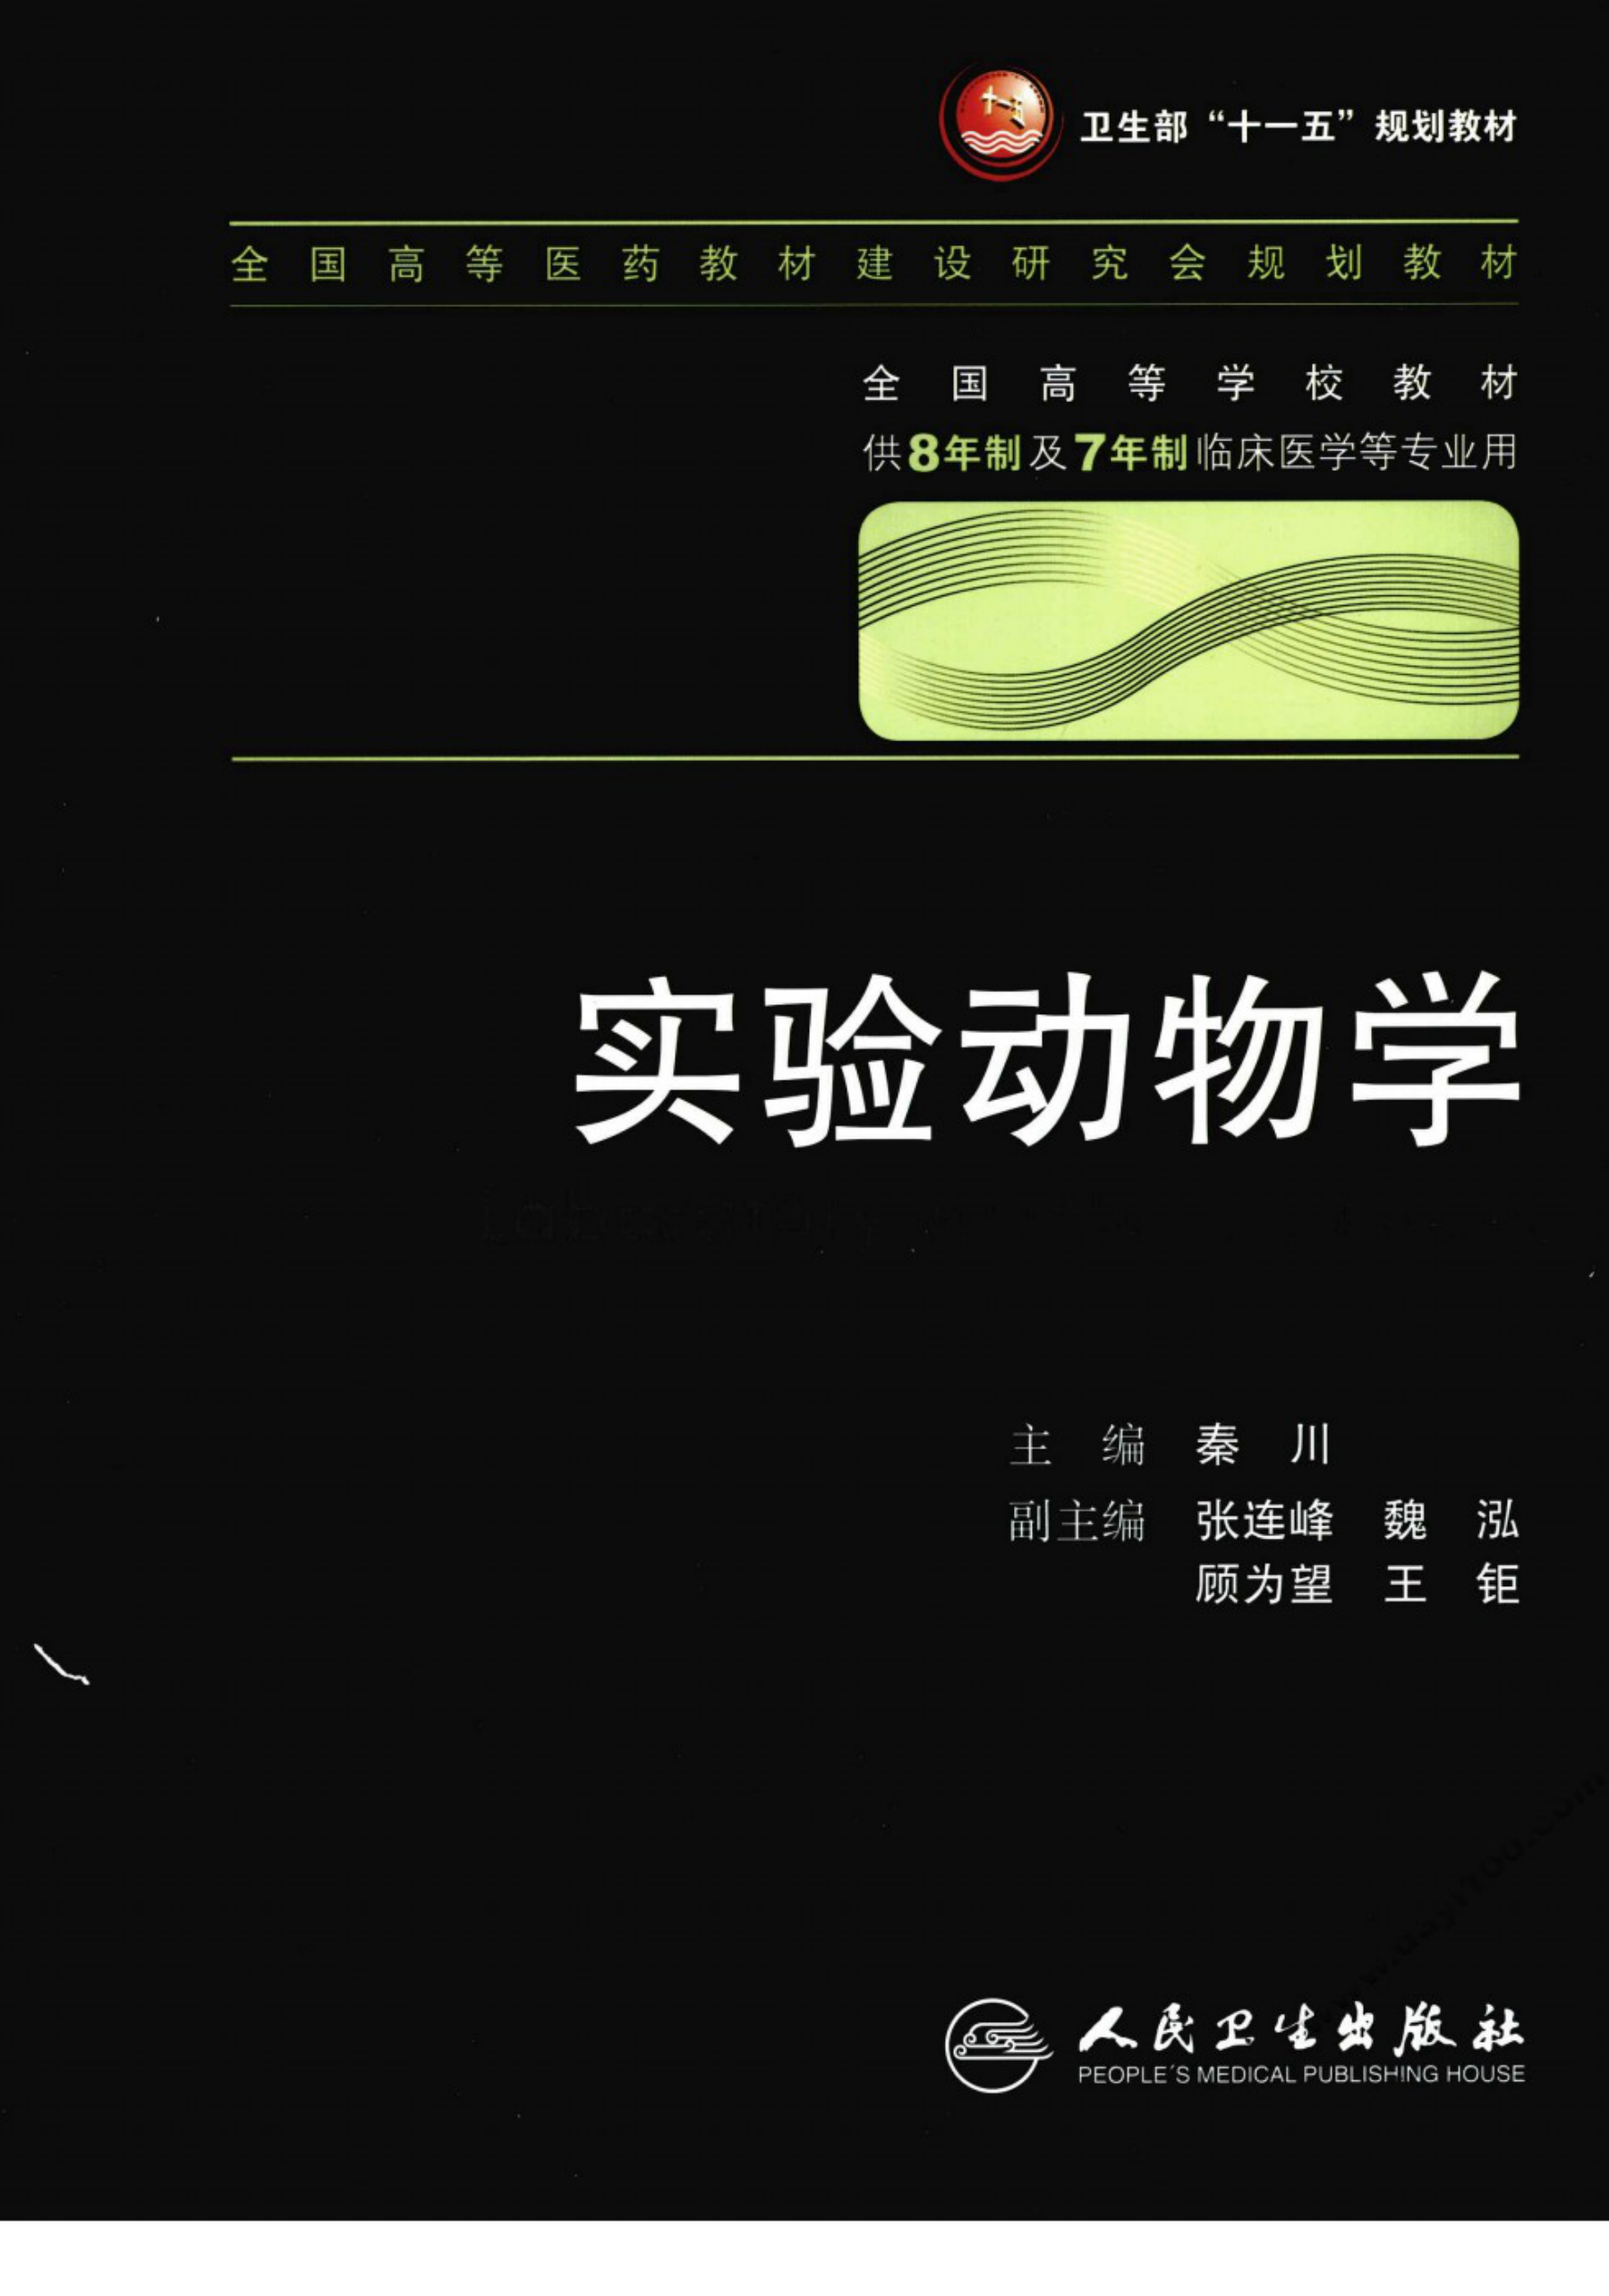 卫生部“十一五”规划教材
全国高等医药教材建设研究会规划教材
全国高等学校教材
供8年制及7年制临床医学等专业用
实验动物学
主 编 秦 川
副主编 张连峰 魏 泓
顾为望 王 钜
人民卫生出版社
PEOPLE'S MEDICAL PUBLISHING HOUSE